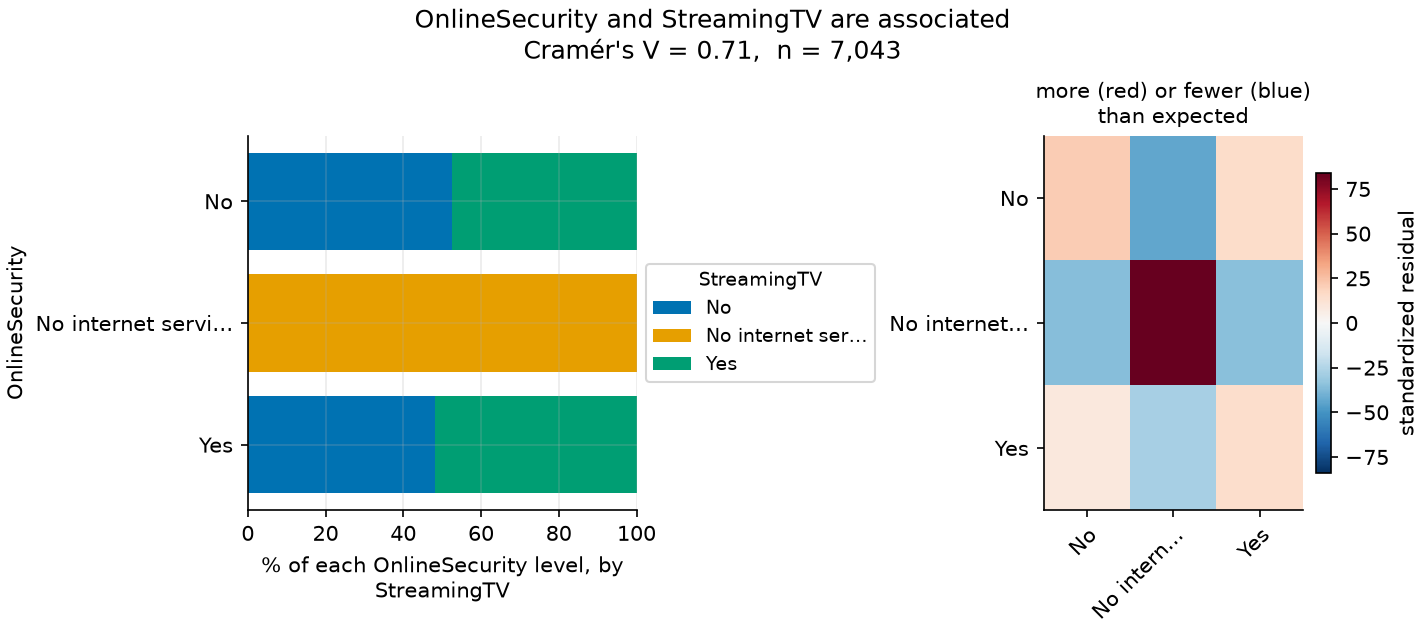 OnlineSecurity and StreamingTV are associated
Cramér's V = 0.71,  n = 7,043
OnlineSecurity
No
No internet servi...
Yes
0 20 40 60 80 100
% of each OnlineSecurity level, by
StreamingTV
StreamingTV
No
No internet ser...
Yes
more (red) or fewer (blue)
than expected
No
No internet...
Yes
No
No intern...
Yes
75
50
25
0
−25
−50
−75
standardized residual